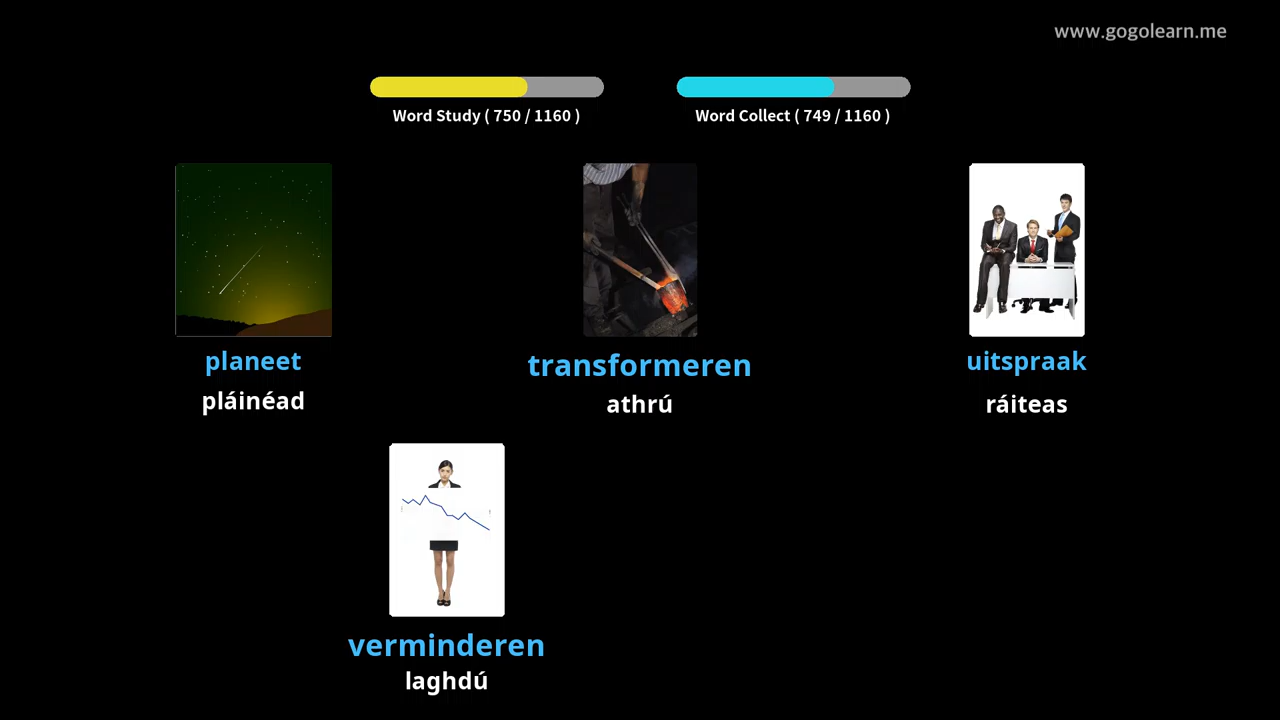 www.gogolearn.me
Word Study ( 750 / 1160 )
Word Collect ( 749 / 1160 )
planeet
pláinéad
transformeren
athrú
uitspraak
ráiteas
verminderen
laghdú